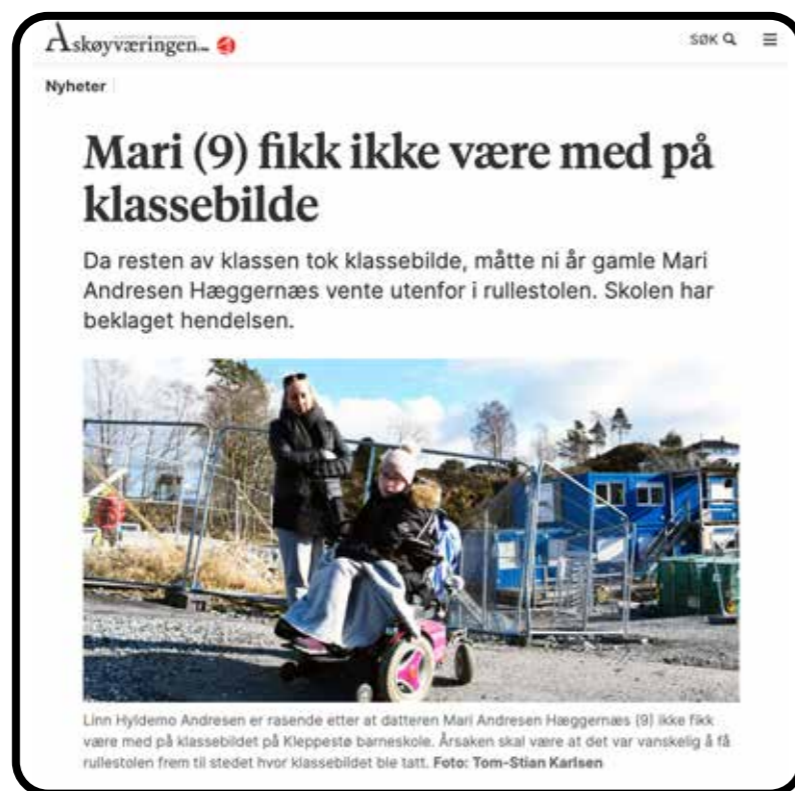 Askøyværingen
SØK
Nyheter
Mari (9) fikk ikke være med på
klassebilde
Da resten av klassen tok klassebilde, måtte ni år gamle Mari
Andresen Hæggernæs vente utenfor i rullestolen. Skolen har
beklaget hendelsen.
Linn Hyldemo Andresen er rasende etter at datteren Mari Andresen Hæggernæs (9) ikke fikk
være med på klassebildet på Kleppestø barneskole. Årsaken skal være at det var vanskelig å få
rullestolen frem til stedet hvor klassebildet ble tatt. Foto: Tom-Stian Karlsen